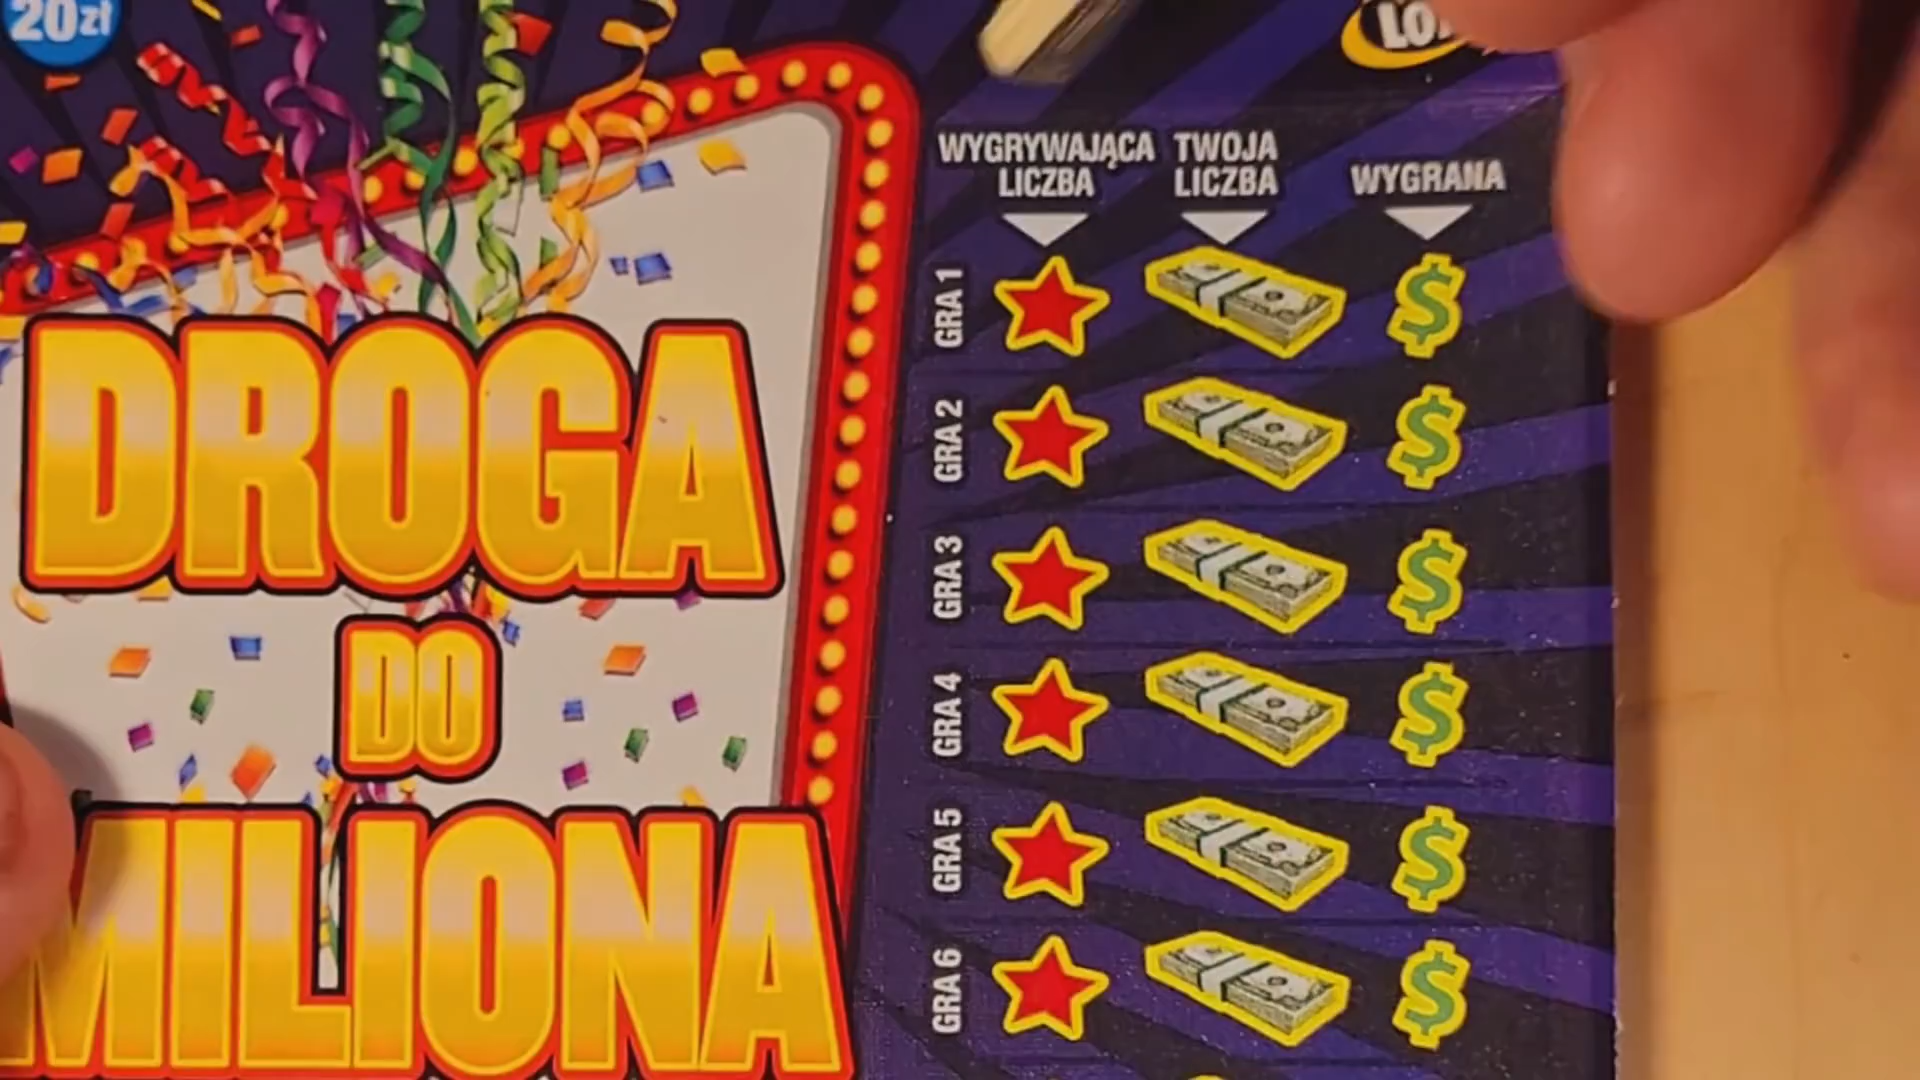 20zł
WYGRYWAJĄCA LICZBA
TWOJA LICZBA
WYGRANA
GRA 1
GRA 2
GRA 3
GRA 4
GRA 5
GRA 6
DROGA
DO
MILIONA